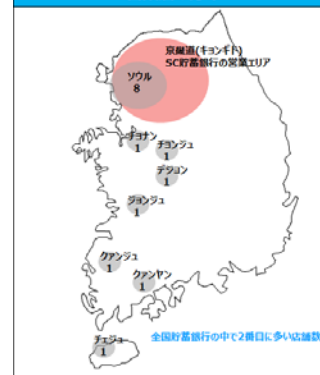 京畿道(キョンギド)
SC貯蓄銀行の営業エリア
ソウル
8
チョナン
1
チョンジュ
1
デジョン
1
ジョンジュ
1
クァンジュ
1
クァンヤン
1
チェジュ
1
全国貯蓄銀行の中で2番目に多い店舗数